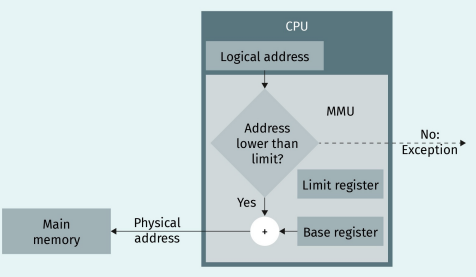 CPU
Logical address
MMU
Address
lower than
limit?
No:
Exception
Limit register
Yes
Base register
+
Physical
address
Main
memory